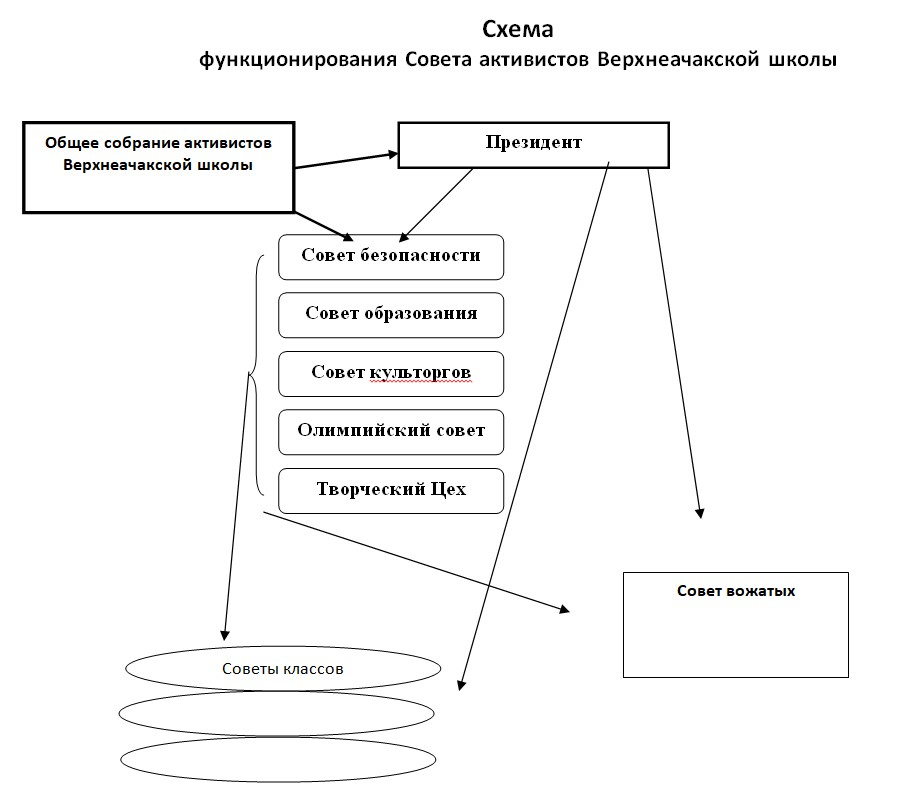 Схема
функционирования Совета активистов Верхнеачакской школы
Общее собрание активистов
Верхнеачакской школы
Президент
Совет безопасности
Совет образования
Совет культоргов
Олимпийский совет
Творческий Цех
Совет вожатых
Советы классов